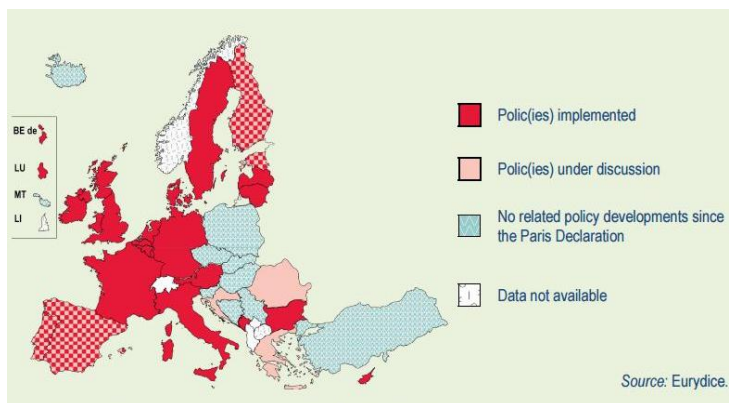 BE de
LU
MT
LI
Polic(ies) implemented
Polic(ies) under discussion
No related policy developments since
the Paris Declaration
Data not available
Source: Eurydice.